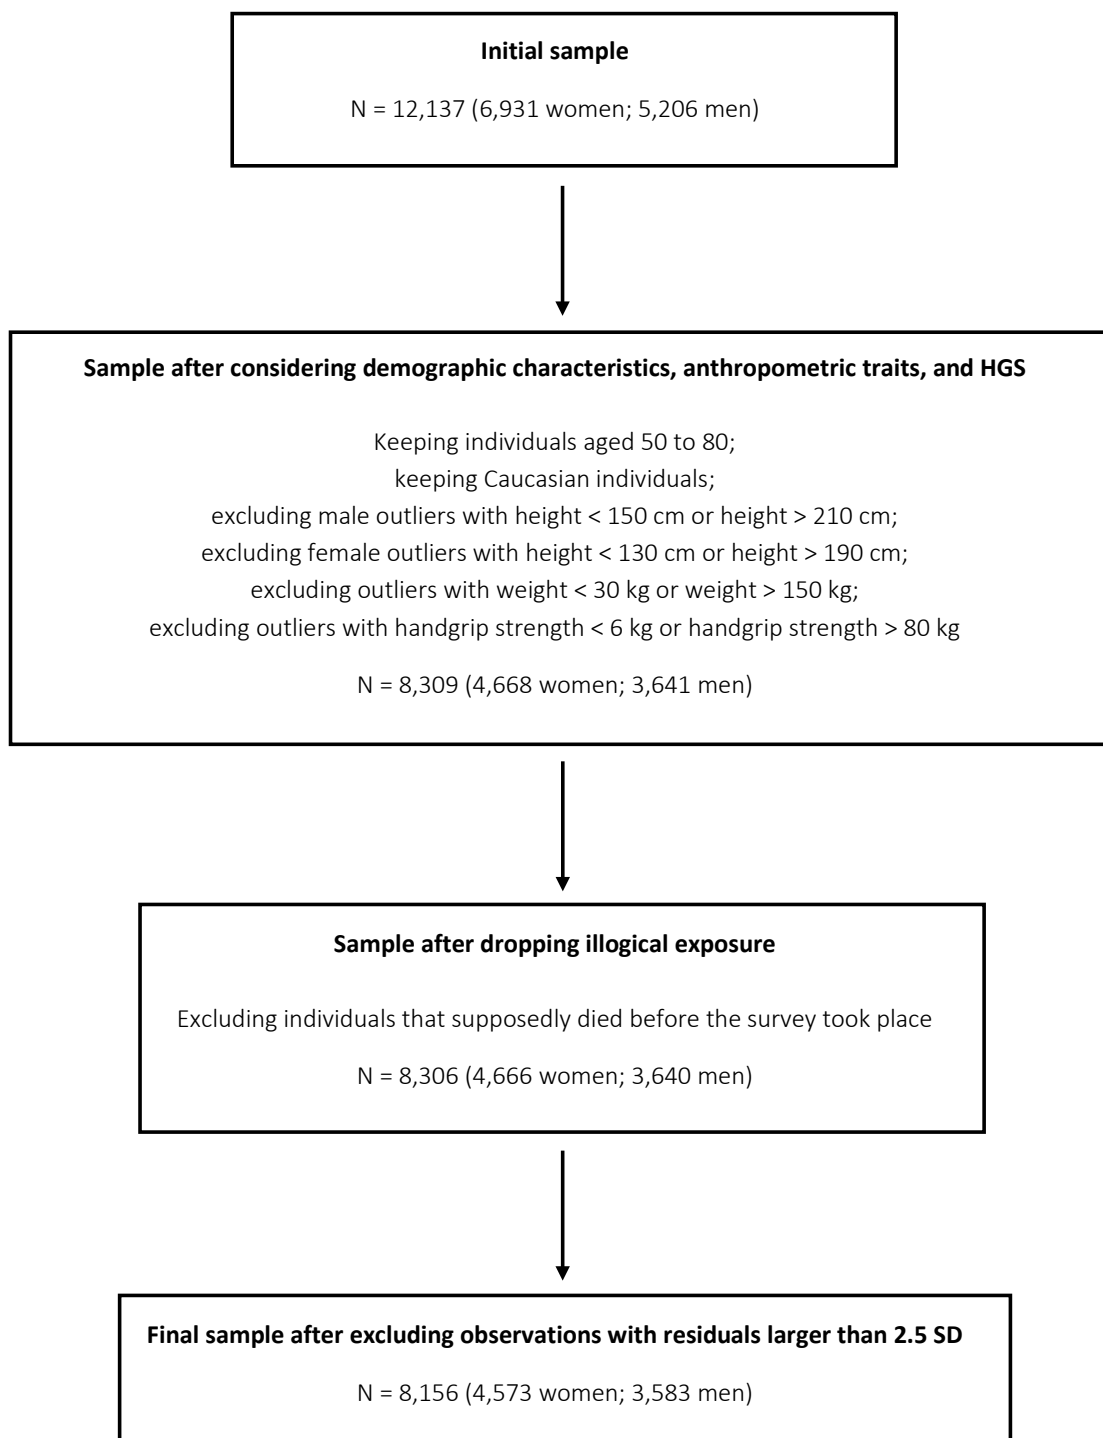 Initial sample
N = 12,137 (6,931 women; 5,206 men)
Sample after considering demographic characteristics, anthropometric traits, and HGS
Keeping individuals aged 50 to 80;
keeping Caucasian individuals;
excluding male outliers with height < 150 cm or height > 210 cm;
excluding female outliers with height < 130 cm or height > 190 cm;
excluding outliers with weight < 30 kg or weight > 150 kg;
excluding outliers with handgrip strength < 6 kg or handgrip strength > 80 kg
N = 8,309 (4,668 women; 3,641 men)
Sample after dropping illogical exposure
Excluding individuals that supposedly died before the survey took place
N = 8,306 (4,666 women; 3,640 men)
Final sample after excluding observations with residuals larger than 2.5 SD
N = 8,156 (4,573 women; 3,583 men)